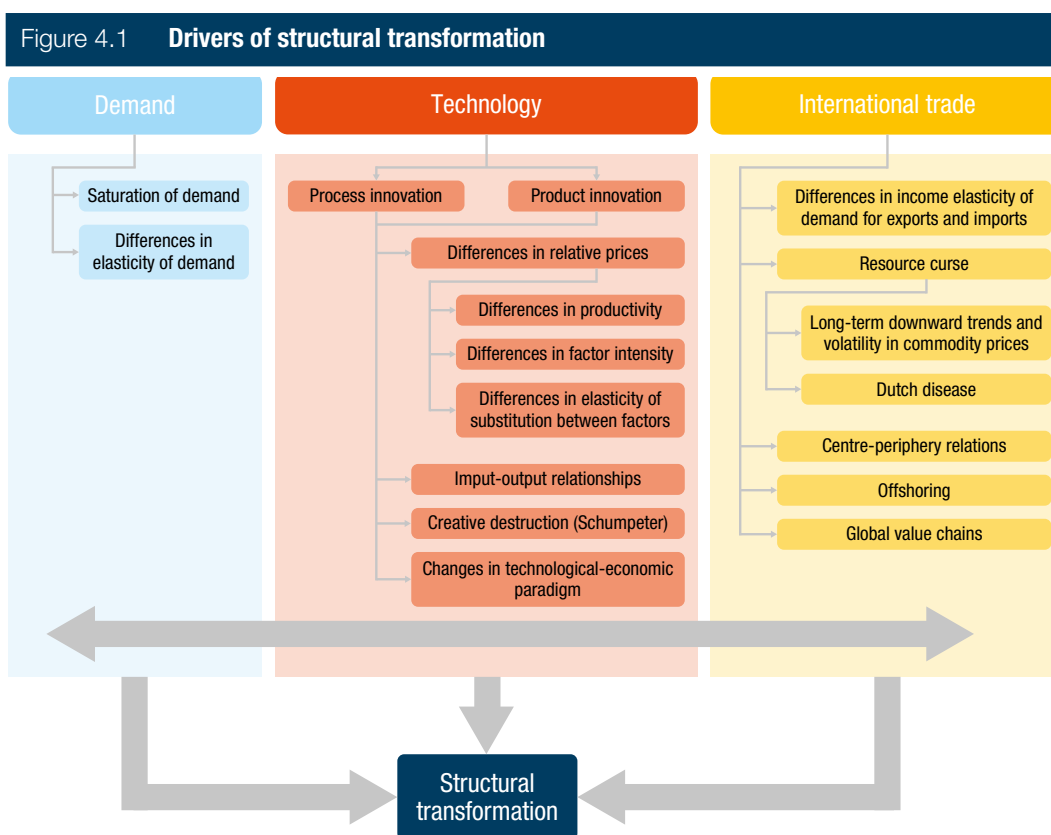 Figure 4.1 Drivers of structural transformation
Demand
Saturation of demand
Differences in
elasticity of demand
Technology
Process innovation
Product innovation
Differences in relative prices
Differences in productivity
Differences in factor intensity
Differences in elasticity of
substitution between factors
Imput-output relationships
Creative destruction (Schumpeter)
Changes in technological-economic
paradigm
International trade
Differences in income elasticity of
demand for exports and imports
Resource curse
Long-term downward trends and
volatility in commodity prices
Dutch disease
Centre-periphery relations
Offshoring
Global value chains
Structural
transformation